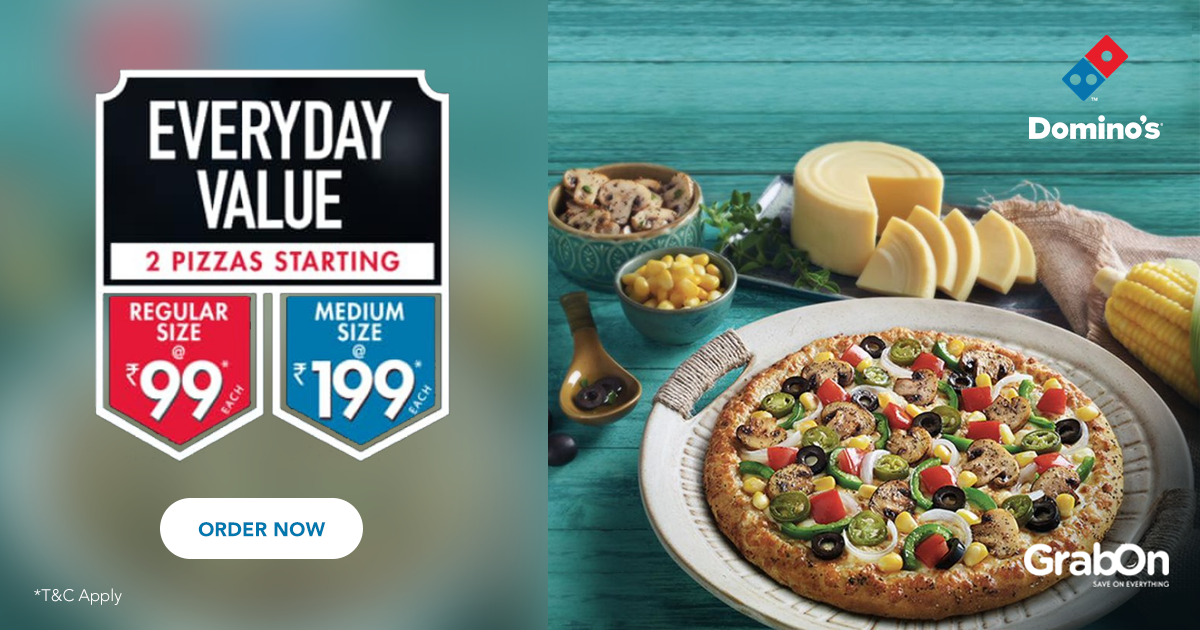 EVERYDAY
VALUE
2 PIZZAS STARTING
REGULAR
SIZE
@
₹99*
EACH
MEDIUM
SIZE
@
₹199*
EACH
ORDER NOW
*T&C Apply
TM
Domino's
GrabOn
SAVE ON EVERYTHING